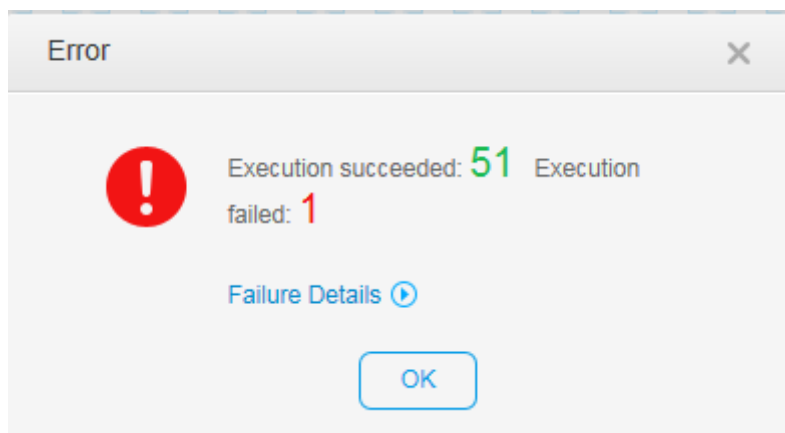 Error
Execution succeeded: 51 Execution
failed: 1
Failure Details
OK